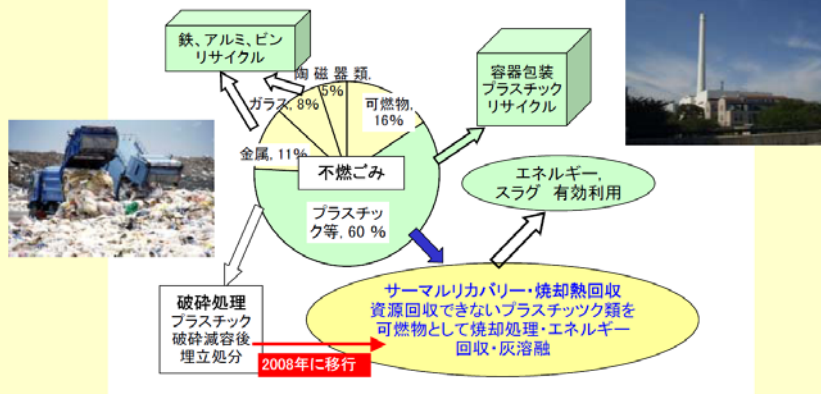 鉄、アルミ、ビン
リサイクル
陶磁器類,
5%
ガラス, 8%
可燃物,
16%
金属, 11%
不燃ごみ
プラスチッ
ク等, 60 %
容器包装
プラスチック
リサイクル
エネルギー,
スラグ 有効利用
破砕処理
プラスチック
破砕減容後
埋立処分
2008年に移行
サーマルリカバリー・焼却熱回収
資源回収できないプラスチッツク類を
可燃物として焼却処理・エネルギー
回収・灰溶融